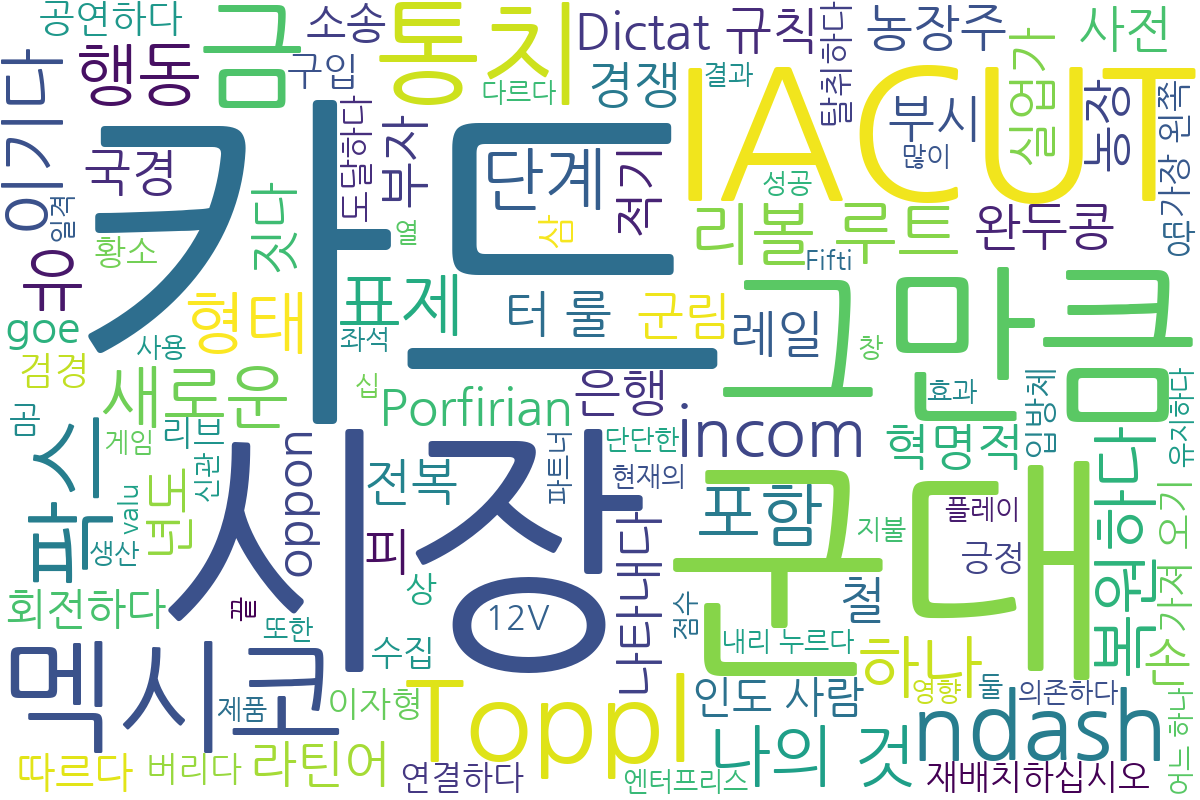 공연하다
금
소송
통치
Dictat 규칙
탈취하다
농장주
사전
행동
구입
다르다
경쟁
결과
IACUT
부시
많이
실업가
농장
맨 가장 왼쪽
이기다
국경
카드
도달하다
부자
단계
적기
성공
리볼 루트
완두콩
일격
황소
짓다
열
삼
Fifti
큐
형태
표제
터 룰
군림
레일
그만큼
goe
사용
좌석
창
검경
새로운
십
Porfirian
은행
incom
효과
혁명적
입방체
유지하다
곰
게임
리브
신관
oppon
시장
전복
파트너
단단한
현재의
포함
군대
플레이
복원하다
팍스
valu
년도
생산
피
지불
긍정
손
가져 오기
회전하다
끝
또한
상
12V
나타내다
점수
철
내리 누르다
수집
멕시코
제품
이자형
Toppl
인도 사람
하나
영향
둘
의존하다
ndash
어느 하나
따르다
버리다
라틴어
연결하다
엔터프리스
나의 것
재배치하십시오